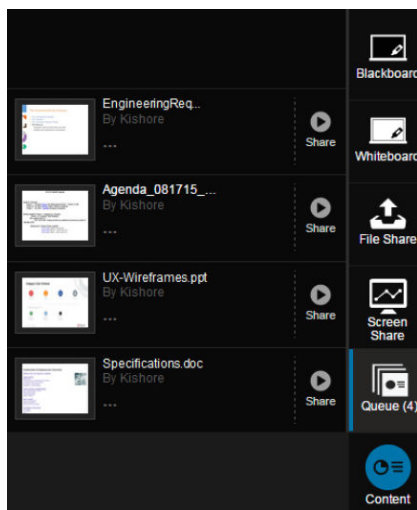 EngineeringReq...
By Kishore
...
Share
Agenda_081715_...
By Kishore
...
Share
UX-Wireframes.ppt
By Kishore
...
Share
Specifications.doc
By Kishore
...
Share
Blackboard
Whiteboard
File Share
Screen
Share
Queue (4)
Content